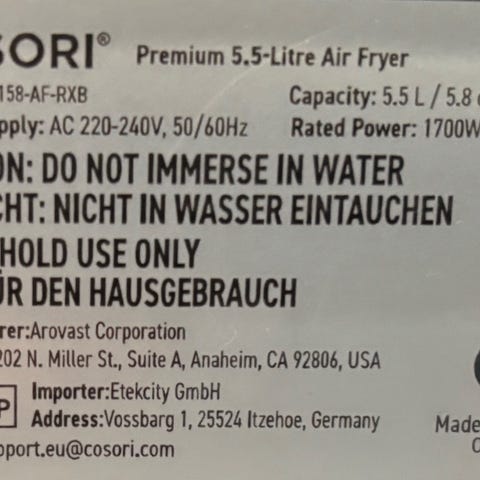 SORI® Premium 5.5-Litre Air Fryer
158-AF-RXB Capacity: 5.5 L / 5.8
pply: AC 220-240V, 50/60Hz Rated Power: 1700W
ON: DO NOT IMMERSE IN WATER
CHT: NICHT IN WASSER EINTAUCHEN
HOLD USE ONLY
ÜR DEN HAUSGEBRAUCH
rer:Arovast Corporation
202 N. Miller St., Suite A, Anaheim, CA 92806, USA
P Importer:Etekcity GmbH
Address:Vossbarg 1, 25524 Itzehoe, Germany
Made
pport.eu@cosori.com